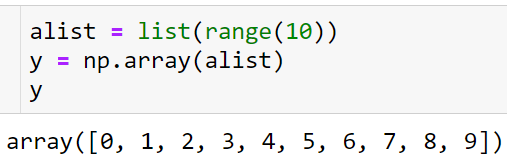 alist = list(range(10))
y = np.array(alist)
y
array([0, 1, 2, 3, 4, 5, 6, 7, 8, 9])